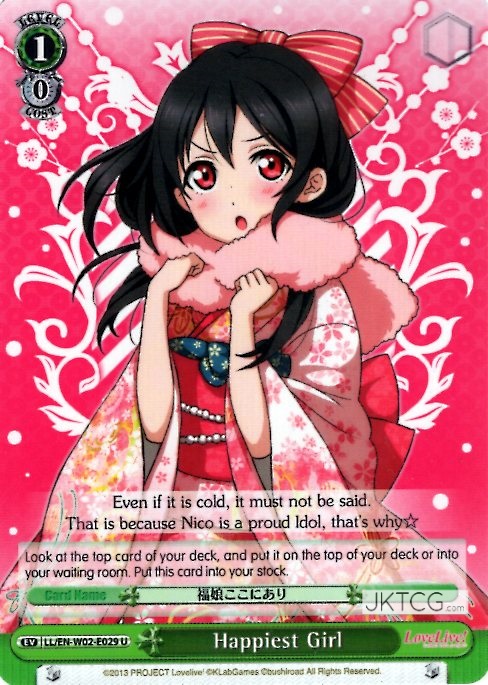 LEVEL
1
0
COST
Even if it is cold, it must not be said.
That is because Nico is a proud Idol, that's why☆
Look at the top card of your deck, and put it on the top of your deck or into
your waiting room. Put this card into your stock.
Card Name 福娘ここにあり
JKTCG.com
EV LL/EN-W02-E029 U Happiest Girl LoveLive!
©2013 PROJECT Lovelive! ©KLabGames ©bushiroad All Rights Reserved.